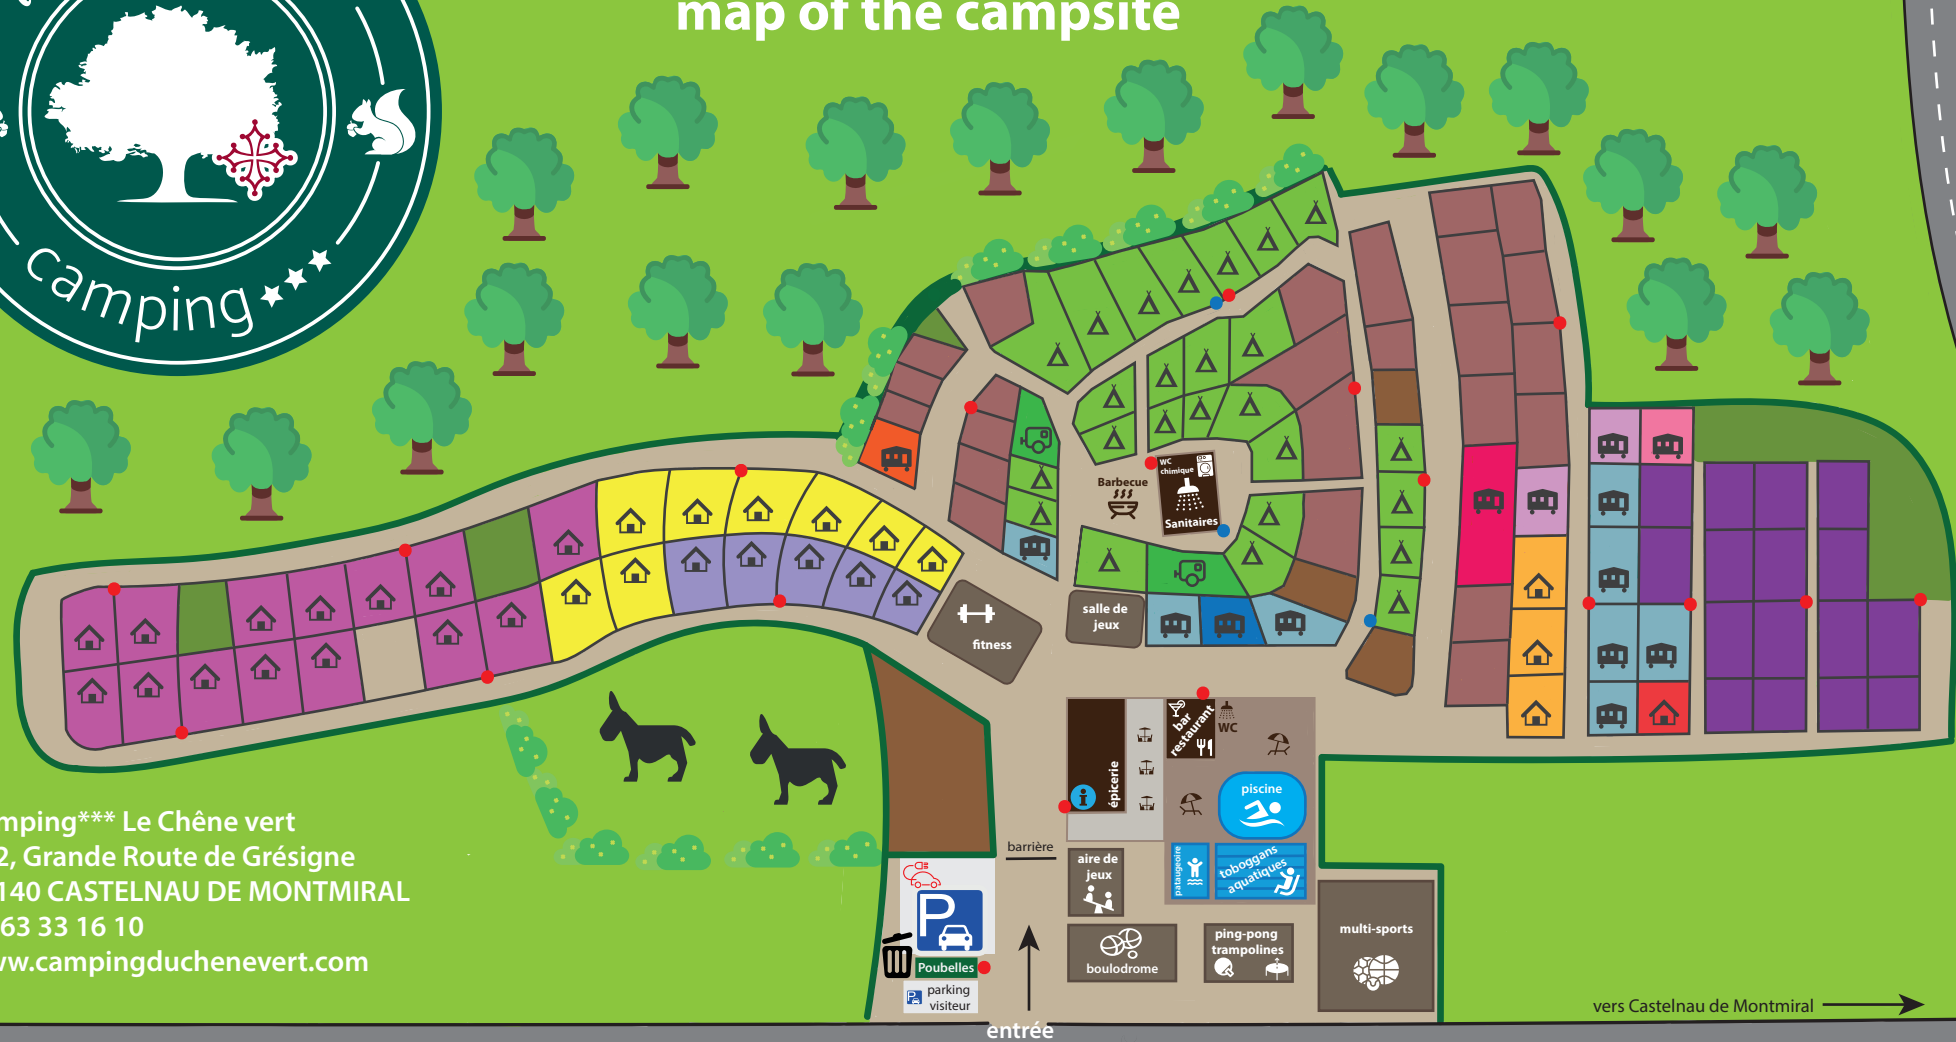 map of the campsite
camping
WC
chimique
Barbecue
Sanitaires
salle de
jeux
fitness
bar
restaurant
WC
épicerie
i
piscine
pataugeoire
toboggans
aquatiques
barrière
aire de
jeux
P
Poubelles
P
parking
visiteur
boulodrome
ping-pong
trampolines
multi-sports
entrée
vers Castelnau de Montmiral
mping*** Le Chêne vert
2, Grande Route de Grésigne
140 CASTELNAU DE MONTMIRAL
63 33 16 10
ww.campingduchenevert.com